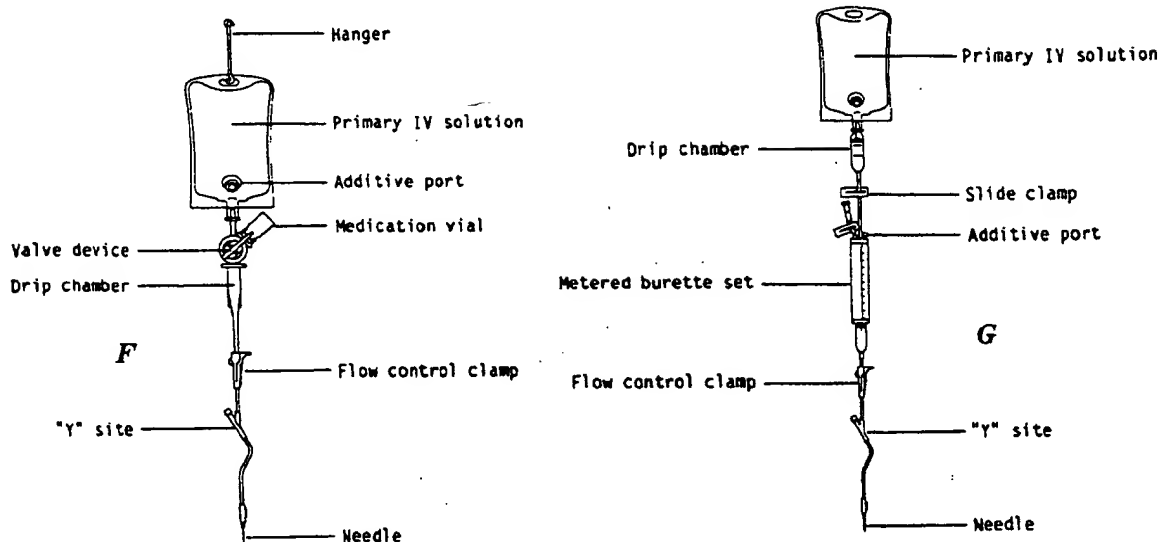 Hanger
Primary IV solution
Additive port
Medication vial
Valve device
Drip chamber
F
Flow control clamp
"Y" site
Needle
Primary IV solution
Drip chamber
Slide clamp
Additive port
Metered burette set
G
Flow control clamp
"Y" site
Needle